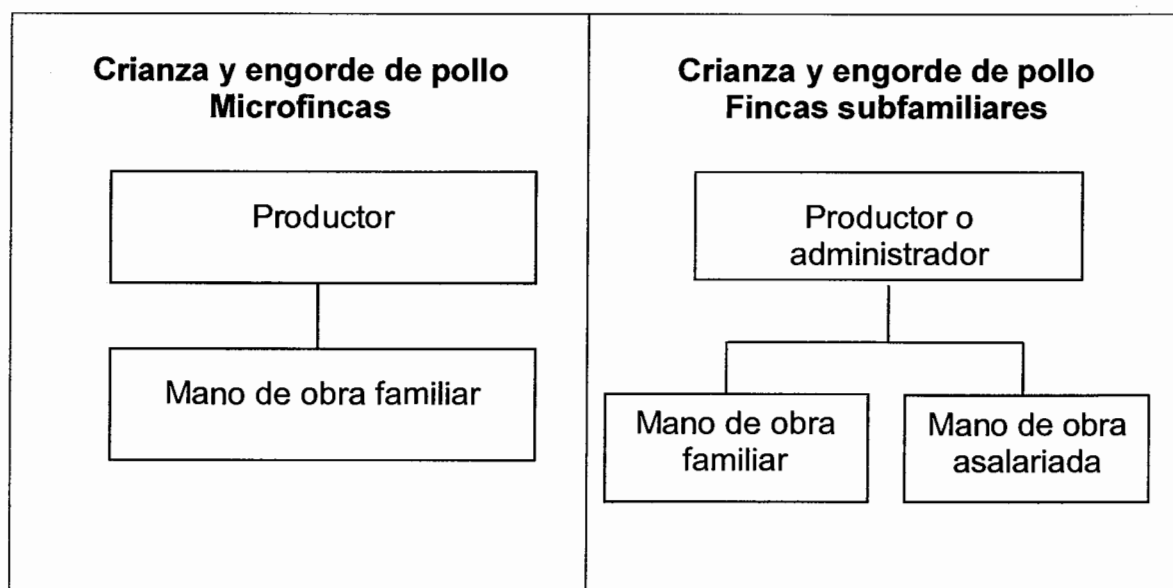 Crianza y engorde de pollo
Microfincas
Productor
Mano de obra familiar
Crianza y engorde de pollo
Fincas subfamiliares
Productor o
administrador
Mano de obra
familiar
Mano de obra
asalariada